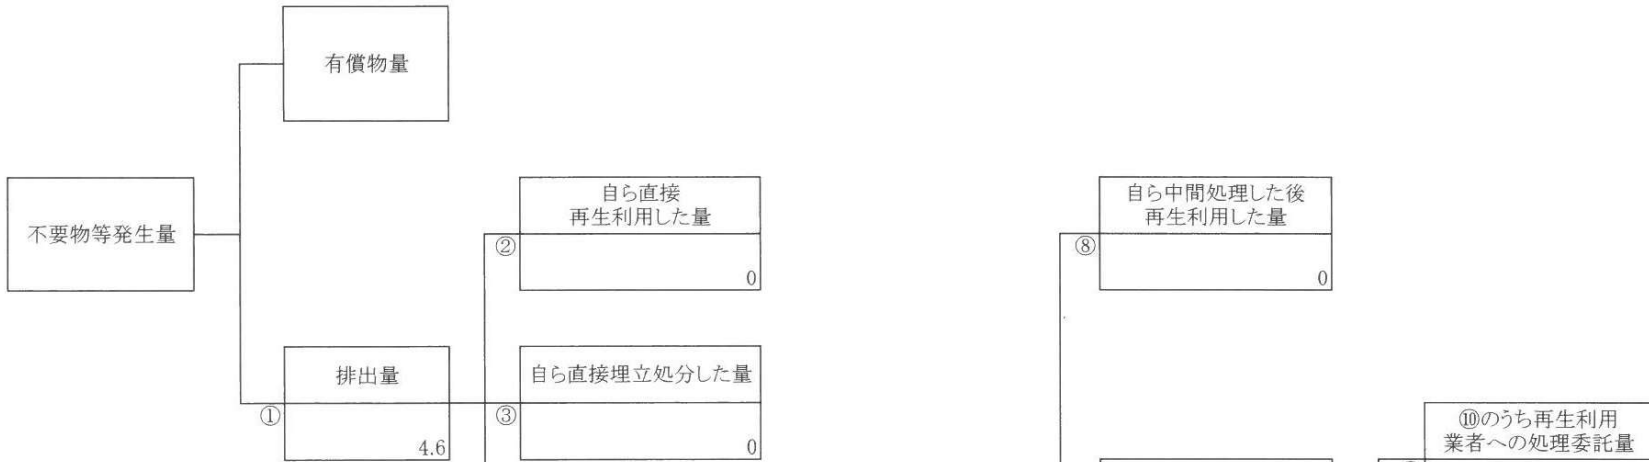 有償物量
不要物等発生量
自ら直接
再生利用した量
②
0
自ら中間処理した後
再生利用した量
⑧
0
排出量
①
4.6
自ら直接埋立処分した量
③
0
⑩のうち再生利用
業者への処理委託量